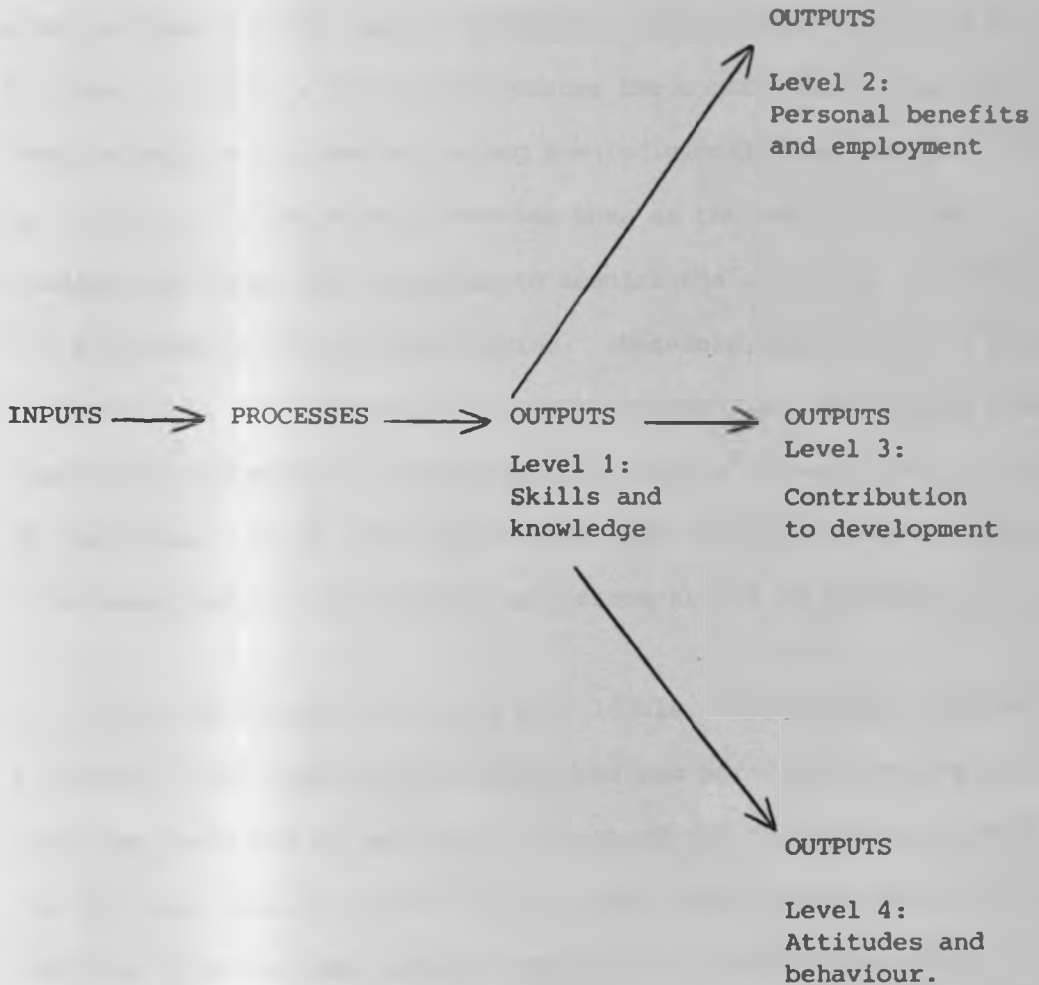 OUTPUTS
Level 2:
Personal benefits
and employment
INPUTS
PROCESSES
OUTPUTS
Level 1:
Skills and
knowledge
OUTPUTS
Level 3:
Contribution
to development
OUTPUTS
Level 4:
Attitudes and
behaviour.